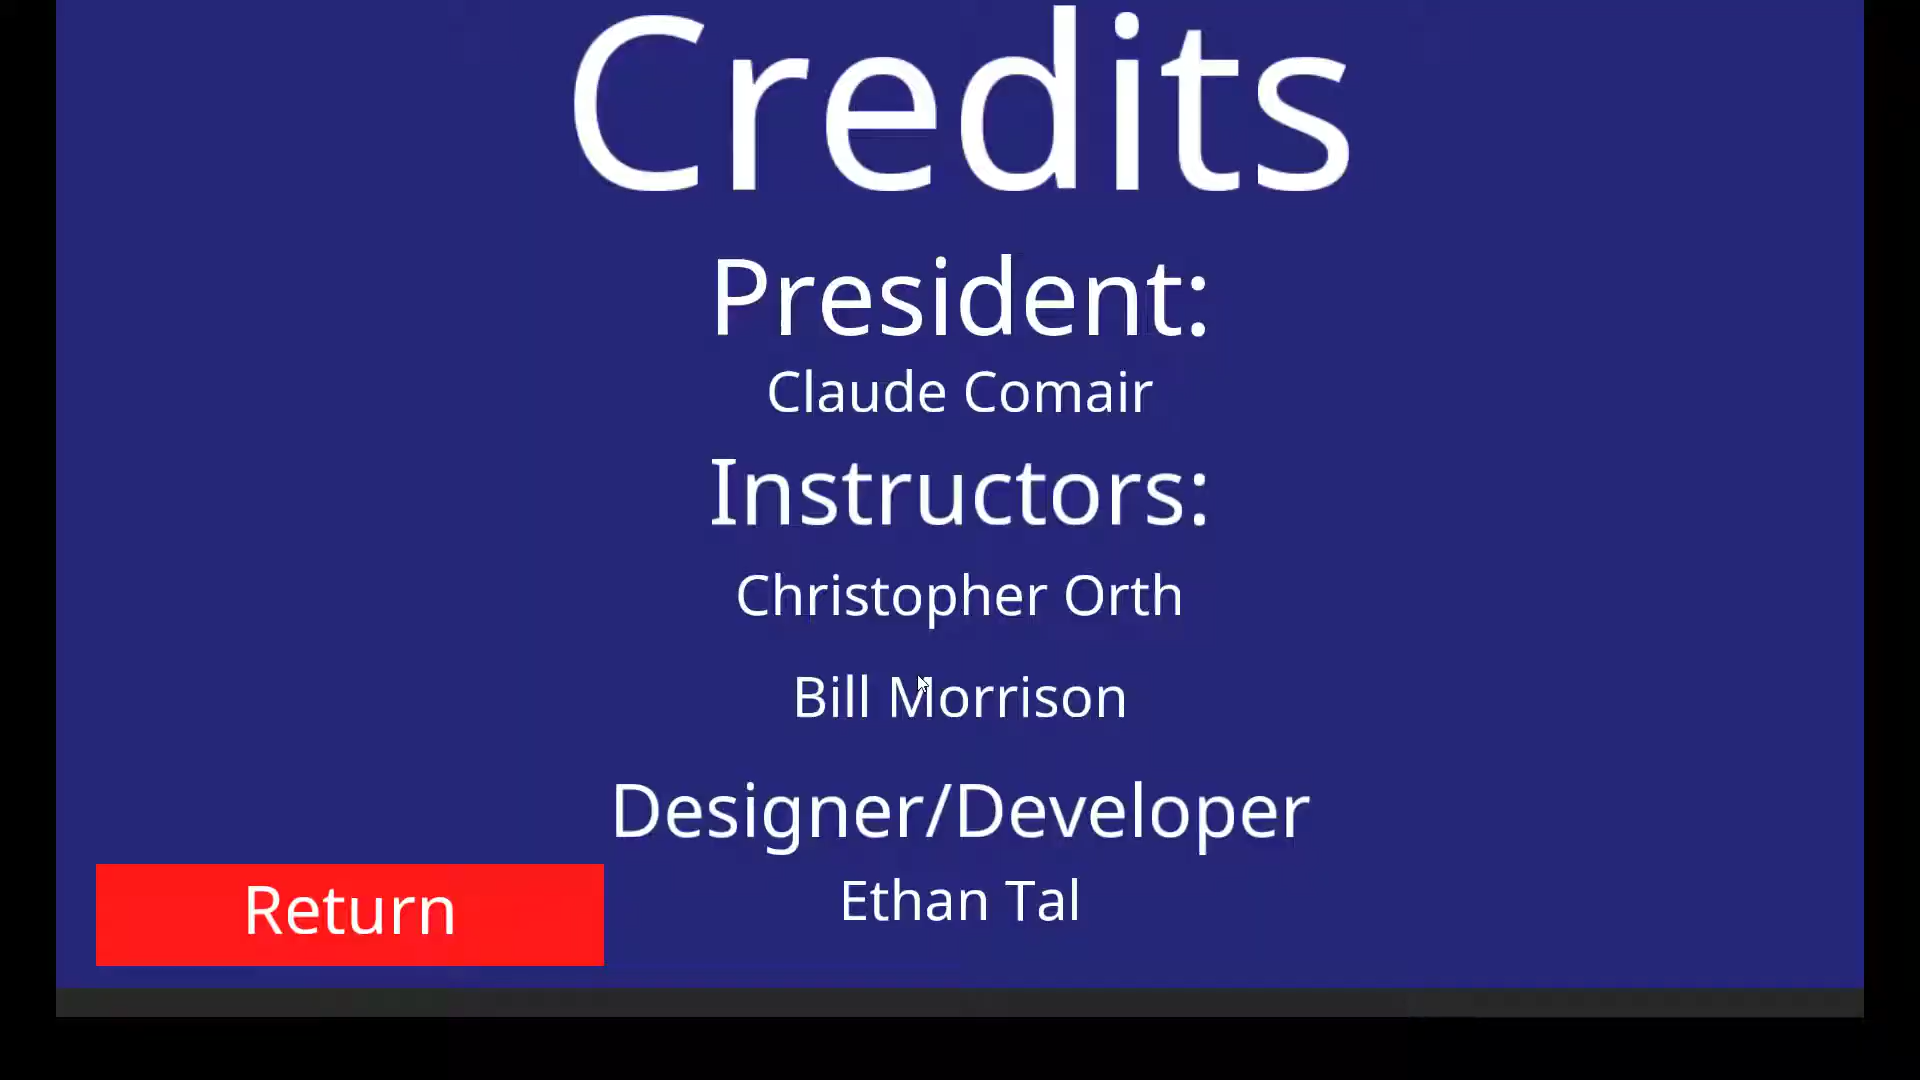 Credits
President:
Claude Comair
Instructors:
Christopher Orth
Bill Morrison
Designer/Developer
Ethan Tal
Return